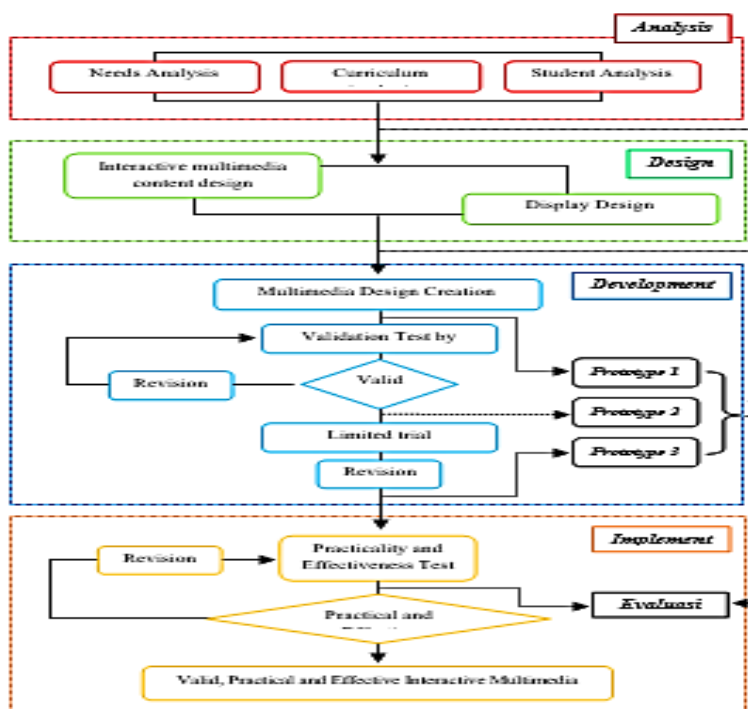 Analysis
Needs Analysis
Curriculum
Student Analysis
Design
Interactive multimedia
content design
Display Design
Development
Multimedia Design Creation
Validation Test by
Revision
Valid
Prototype 1
Prototype 2
Limited trial
Prototype 3
Revision
Implement
Revision
Practicality and
Effectiveness Test
Practical and
Evaluasi
Valid, Practical and Effective Interactive Multimedia